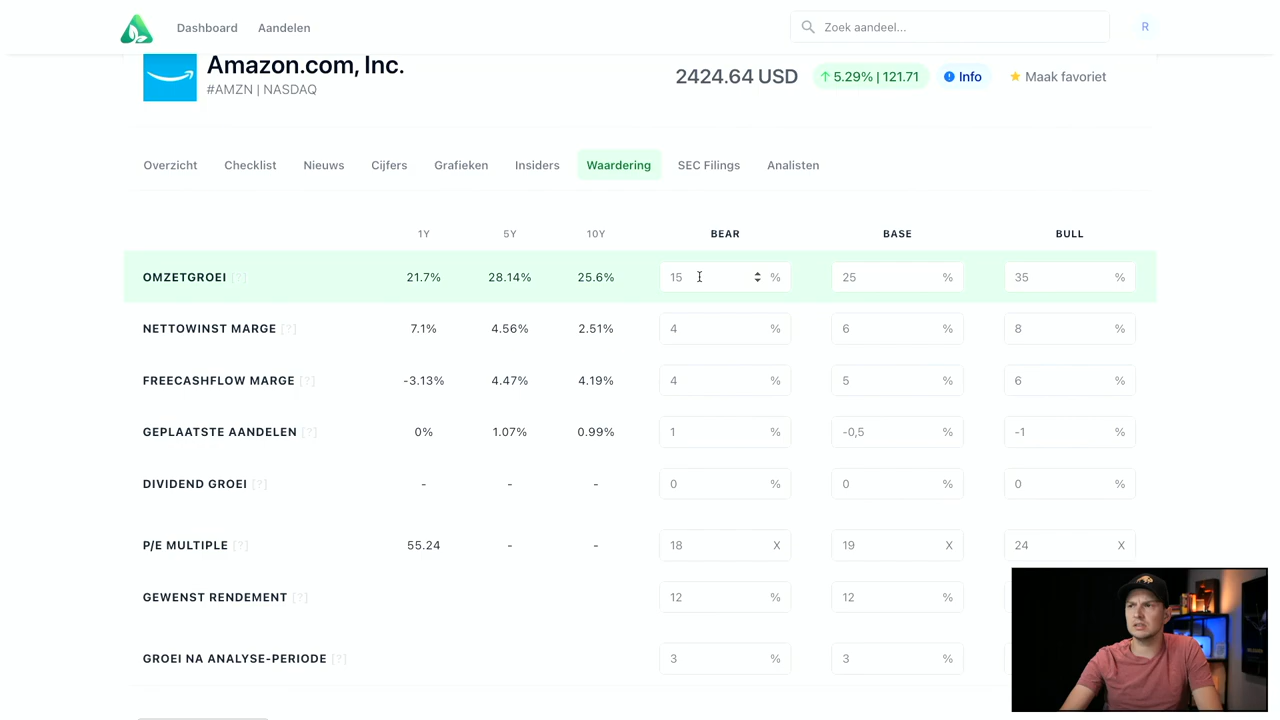 Dashboard Aandelen Zoek aandeel... R
Amazon.com, Inc.
#AMZN | NASDAQ
2424.64 USD 5.29% | 121.71 Info Maak favoriet
Overzicht Checklist Nieuws Cijfers Grafieken Insiders Waardering SEC Filings Analisten
1Y 5Y 10Y BEAR BASE BULL
OMZETGROEI [?] 21.7% 28.14% 25.6% 15 % 25 % 35 %
NETTOWINST MARGE [?] 7.1% 4.56% 2.51% 4 % 6 % 8 %
FREECASHFLOW MARGE [?] -3.13% 4.47% 4.19% 4 % 5 % 6 %
GEPLAATSTE AANDELEN [?] 0% 1.07% 0.99% 1 % -0,5 % -1 %
DIVIDEND GROEI [?] - - - 0 % 0 % 0 %
P/E MULTIPLE [?] 55.24 - - 18 X 19 X 24 X
GEWENST RENDEMENT [?] 12 % 12 %
GROEI NA ANALYSE-PERIODE [?] 3 % 3 %